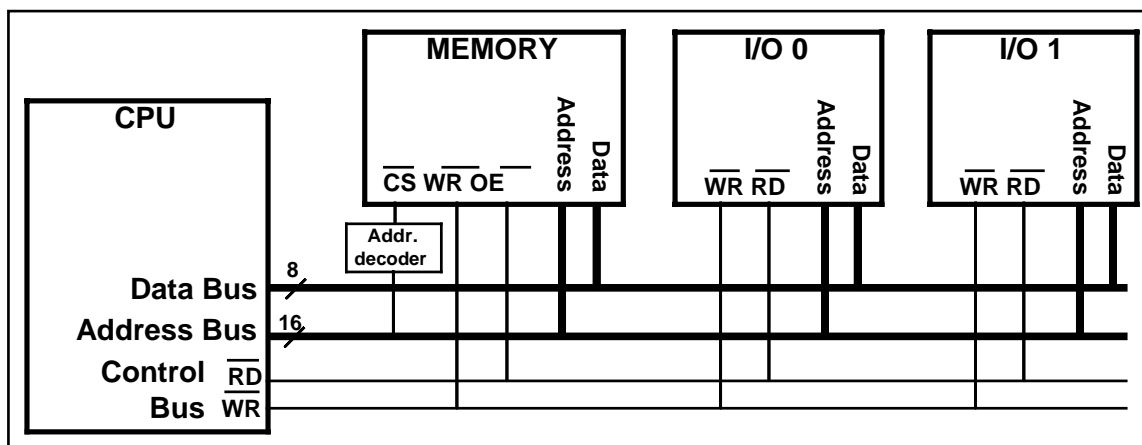 MEMORY
Address
Data
CS WR OE
Addr.
decoder
I/O 0
Address
Data
WR RD
I/O 1
Address
Data
WR RD
CPU
Data Bus
8
Address Bus
16
Control RD
Bus WR